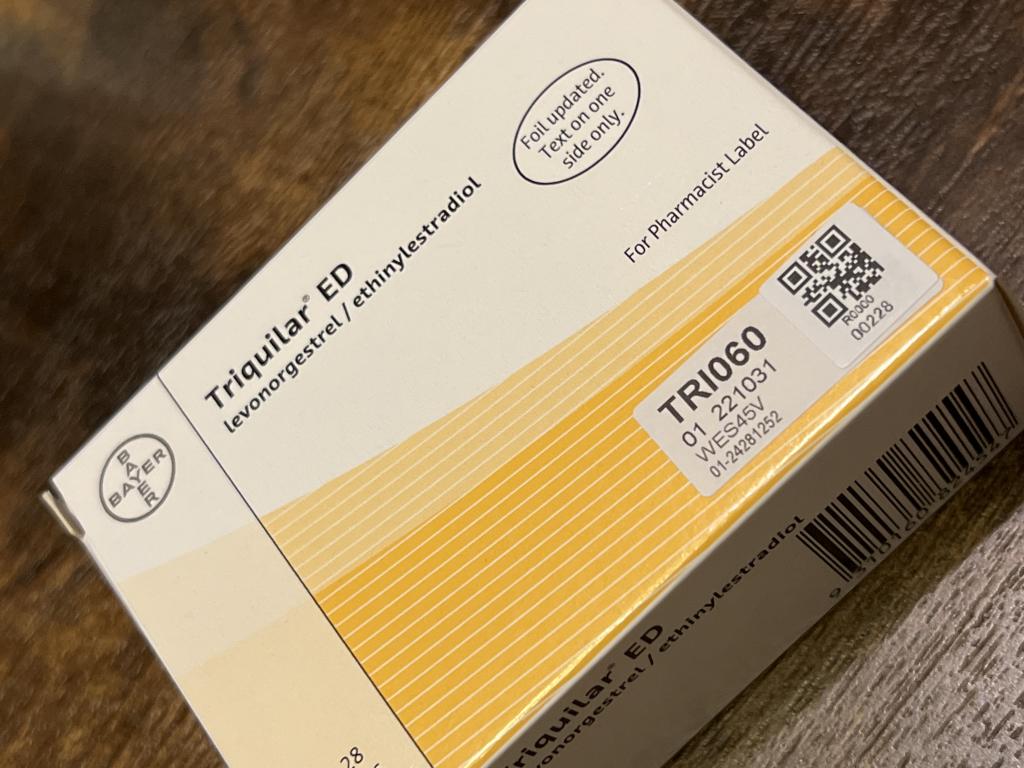 Foil updated.
Text on one
side only.
Triquilar® ED
levonorgestrel / ethinylestradiol
For Pharmacist Label
BAYER
BAYER
TRI060
01 221031
WES45V
01-24281252
R0000
00228
Triquilar® ED
levonorgestrel / ethinylestradiol
28